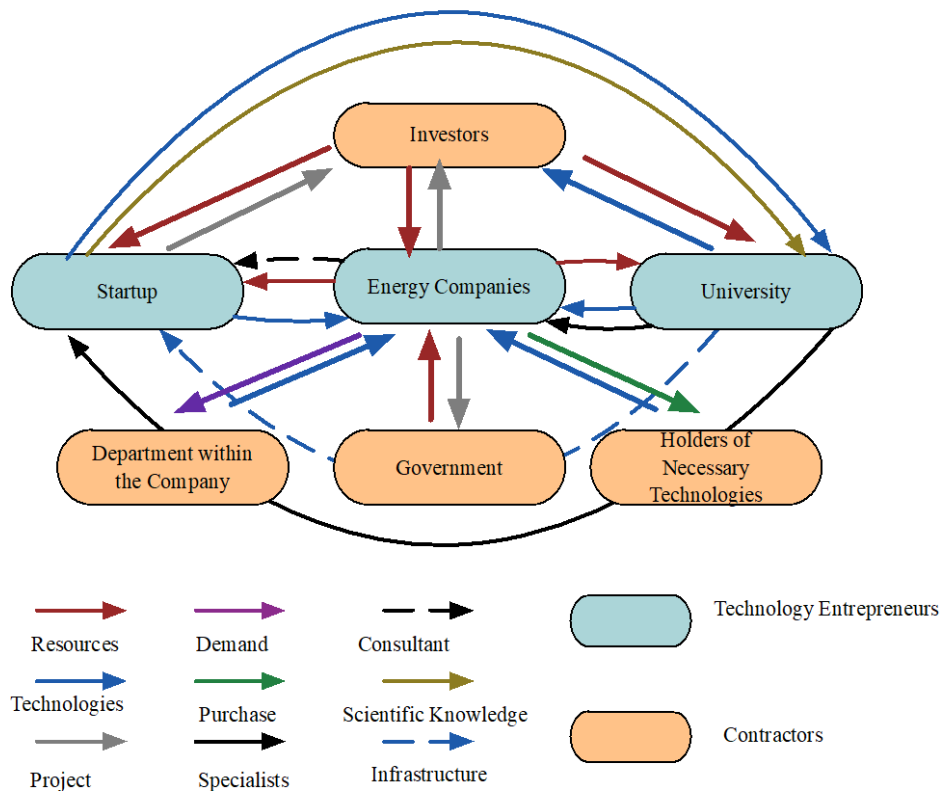 Investors
Startup
Energy Companies
University
Department within
the Company
Government
Holders of
Necessary
Technologies
Resources
Demand
Consultant
Technology Entrepreneurs
Technologies
Purchase
Scientific Knowledge
Contractors
Project
Specialists
Infrastructure